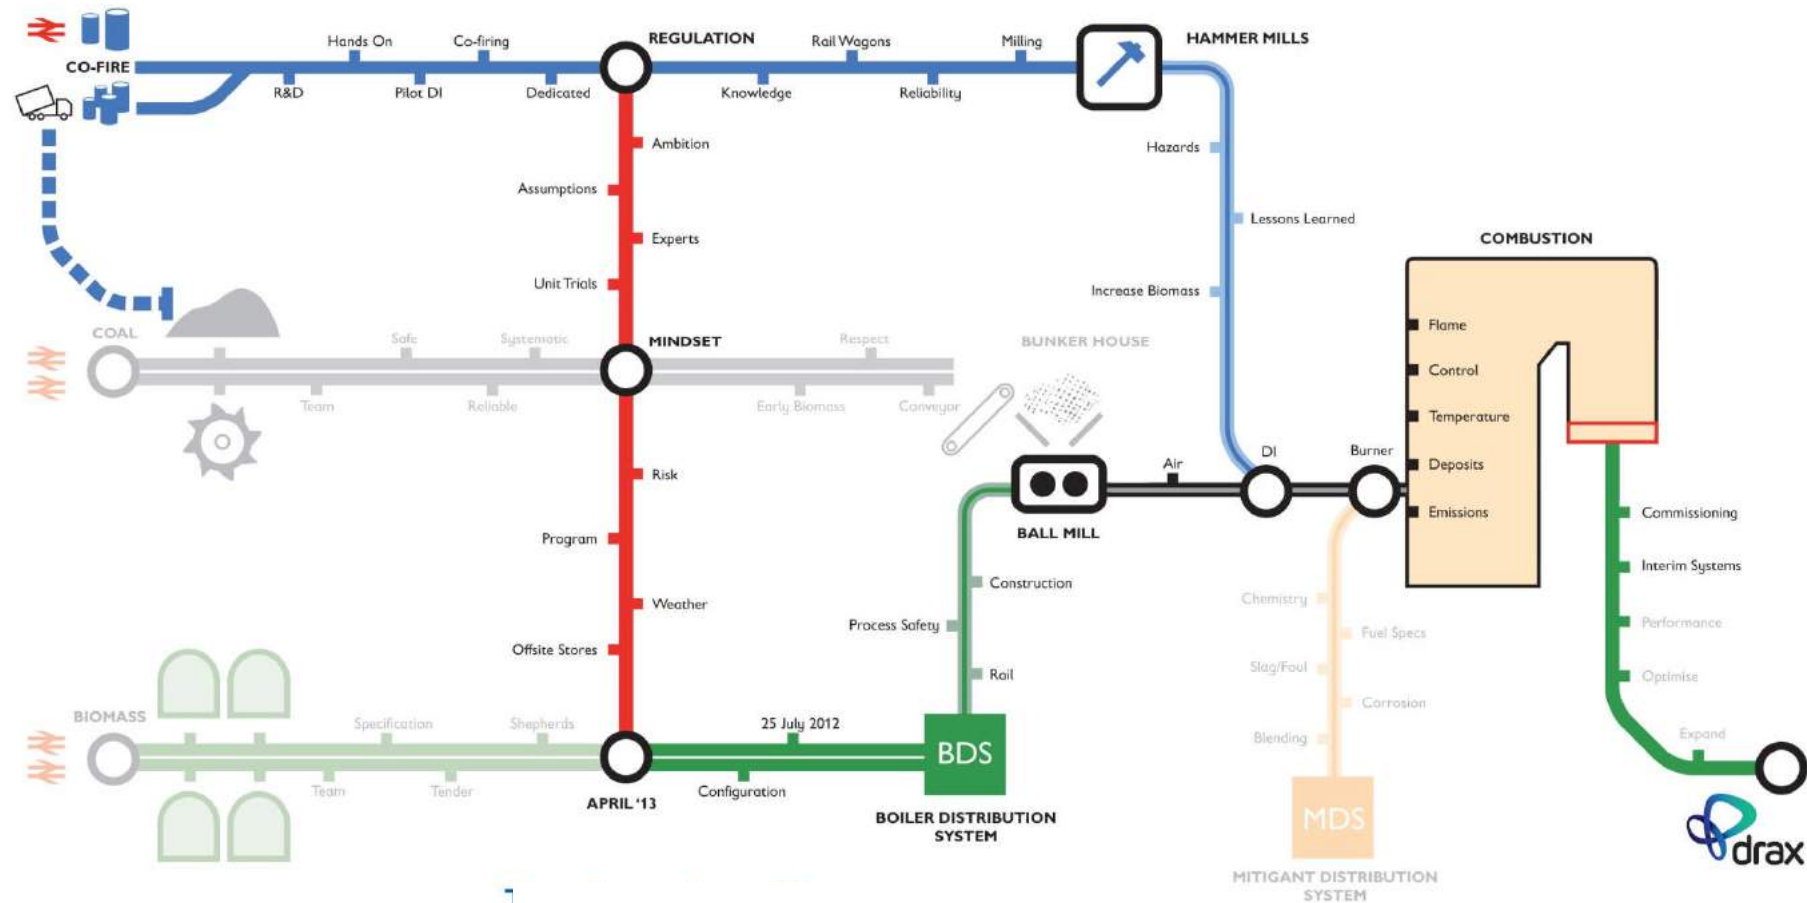 Hands On
Co-firing
REGULATION
Rail Wagons
Milling
HAMMER MILLS
CO-FIRE
R&D
Pilot DI
Dedicated
Knowledge
Reliability
Ambition
Assumptions
Experts
Unit Trials
Hazards
Lessons Learned
Increase Biomass
COMBUSTION
Flame
Control
Temperature
Deposits
Emissions
COAL
Safe
Systematic
MINDSET
Respect
BUNKER HOUSE
Team
Reliable
Early Biomass
Conveyor
Risk
Program
Weather
Offsite Stores
Air
DI
Burner
BALL MILL
Construction
Process Safety
Rail
Chemistry
Fuel Specs
Slag/Foul
Corrosion
Blending
Commissioning
Interim Systems
Performance
Optimise
Expand
BIOMASS
Specification
Shepherds
25 July 2012
BDS
Team
Tender
APRIL '13
Configuration
BOILER DISTRIBUTION
SYSTEM
MDS
MITIGANT DISTRIBUTION
SYSTEM
drax